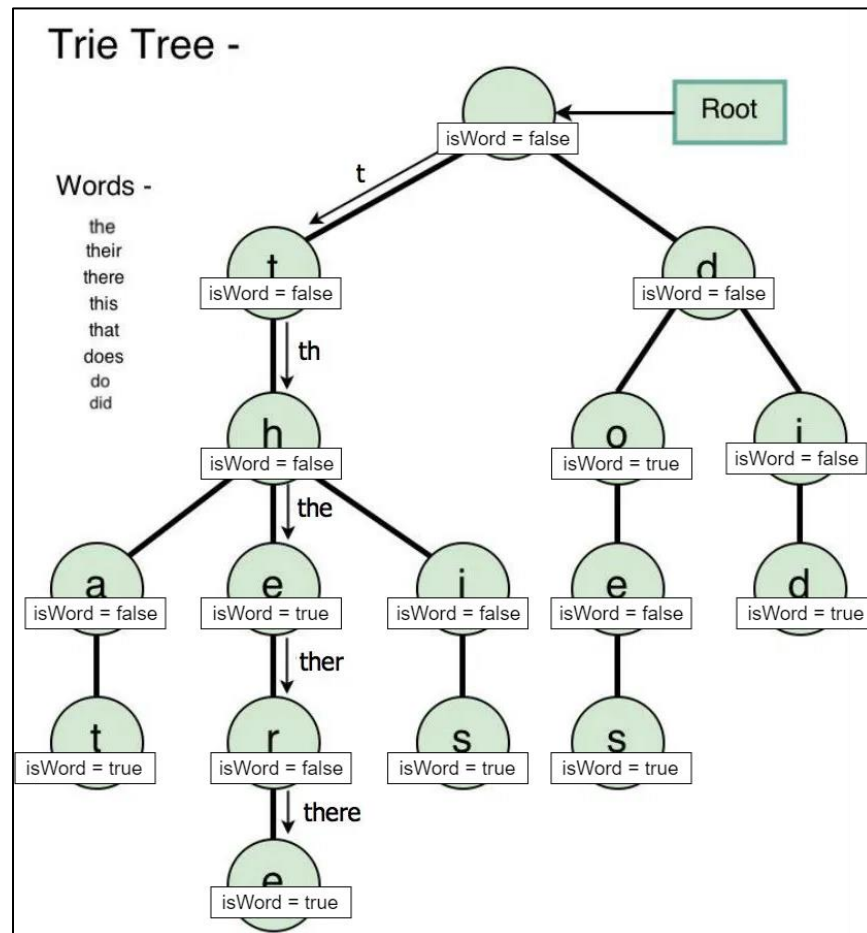 Trie Tree -
Root
isWord = false
t
Words -
the
their
there
this
that
does
do
did
t
isWord = false
d
isWord = false
th
h
isWord = false
o
isWord = true
i
isWord = false
the
a
isWord = false
e
isWord = true
i
isWord = false
e
isWord = false
d
isWord = true
ther
t
isWord = true
r
isWord = false
s
isWord = true
s
isWord = true
there
e
isWord = true